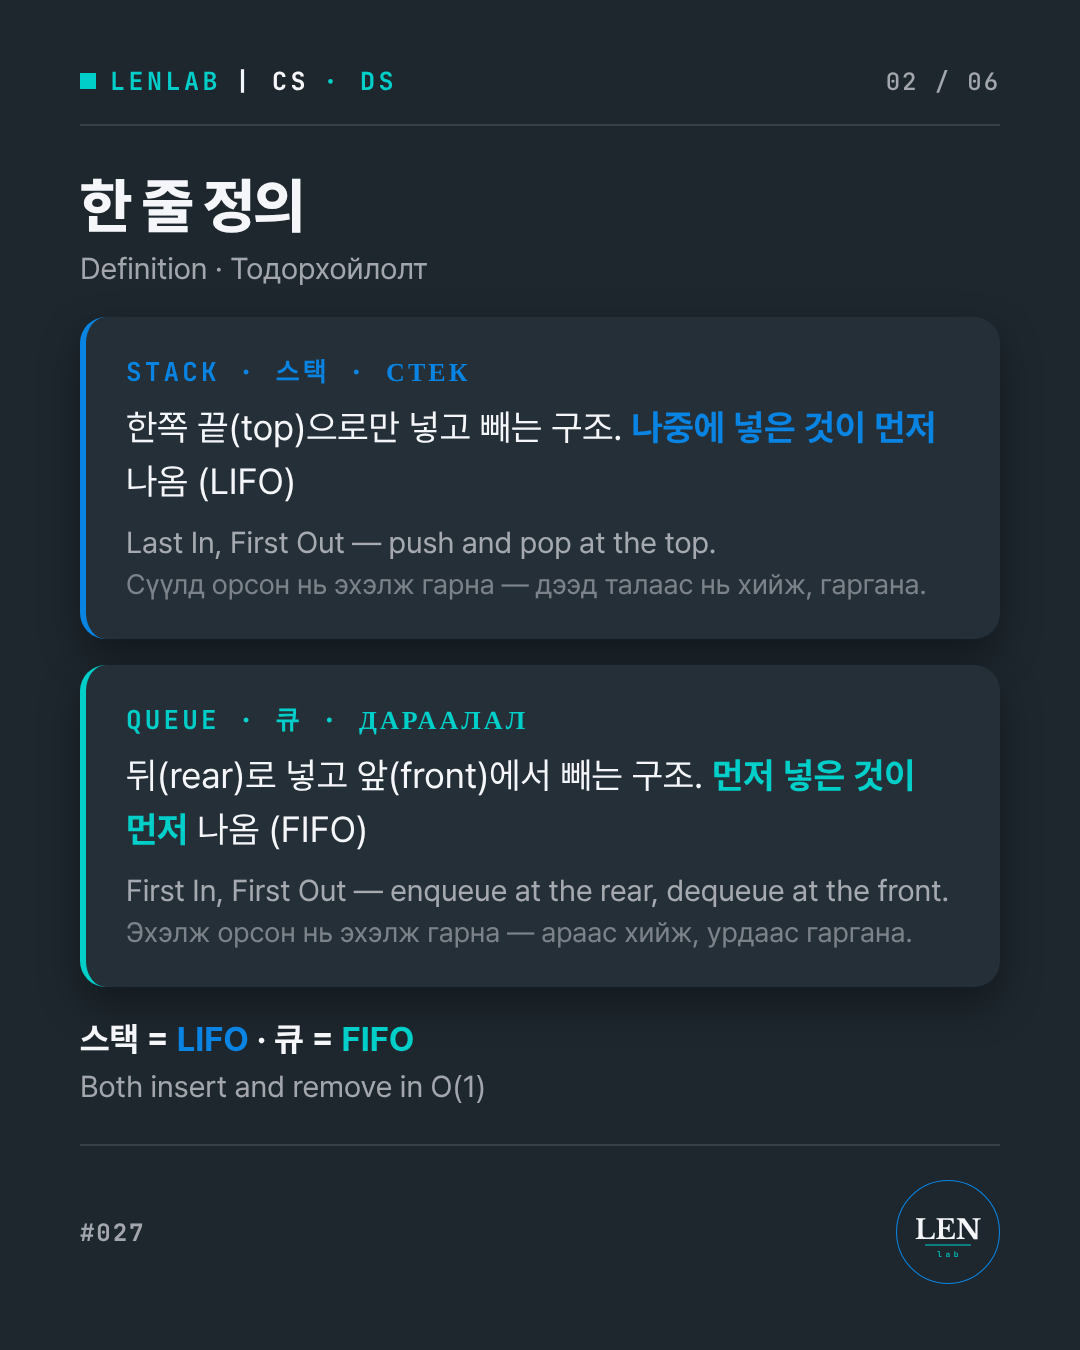 LENLAB | CS · DS
02 / 06
한 줄 정의
Definition · Тодорхойлолт
STACK · 스택 · СТЕК
한쪽 끝(top)으로만 넣고 빼는 구조. 나중에 넣은 것이 먼저
나옴 (LIFO)
Last In, First Out — push and pop at the top.
Сүүлд орсон нь эхэлж гарна — дээд талаас нь хийж, гаргана.
QUEUE · 큐 · ДАРААЛАЛ
뒤(rear)로 넣고 앞(front)에서 빼는 구조. 먼저 넣은 것이
먼저 나옴 (FIFO)
First In, First Out — enqueue at the rear, dequeue at the front.
Эхэлж орсон нь эхэлж гарна — араас хийж, урдаас гаргана.
스택 = LIFO · 큐 = FIFO
Both insert and remove in O(1)
#027
LEN
lab